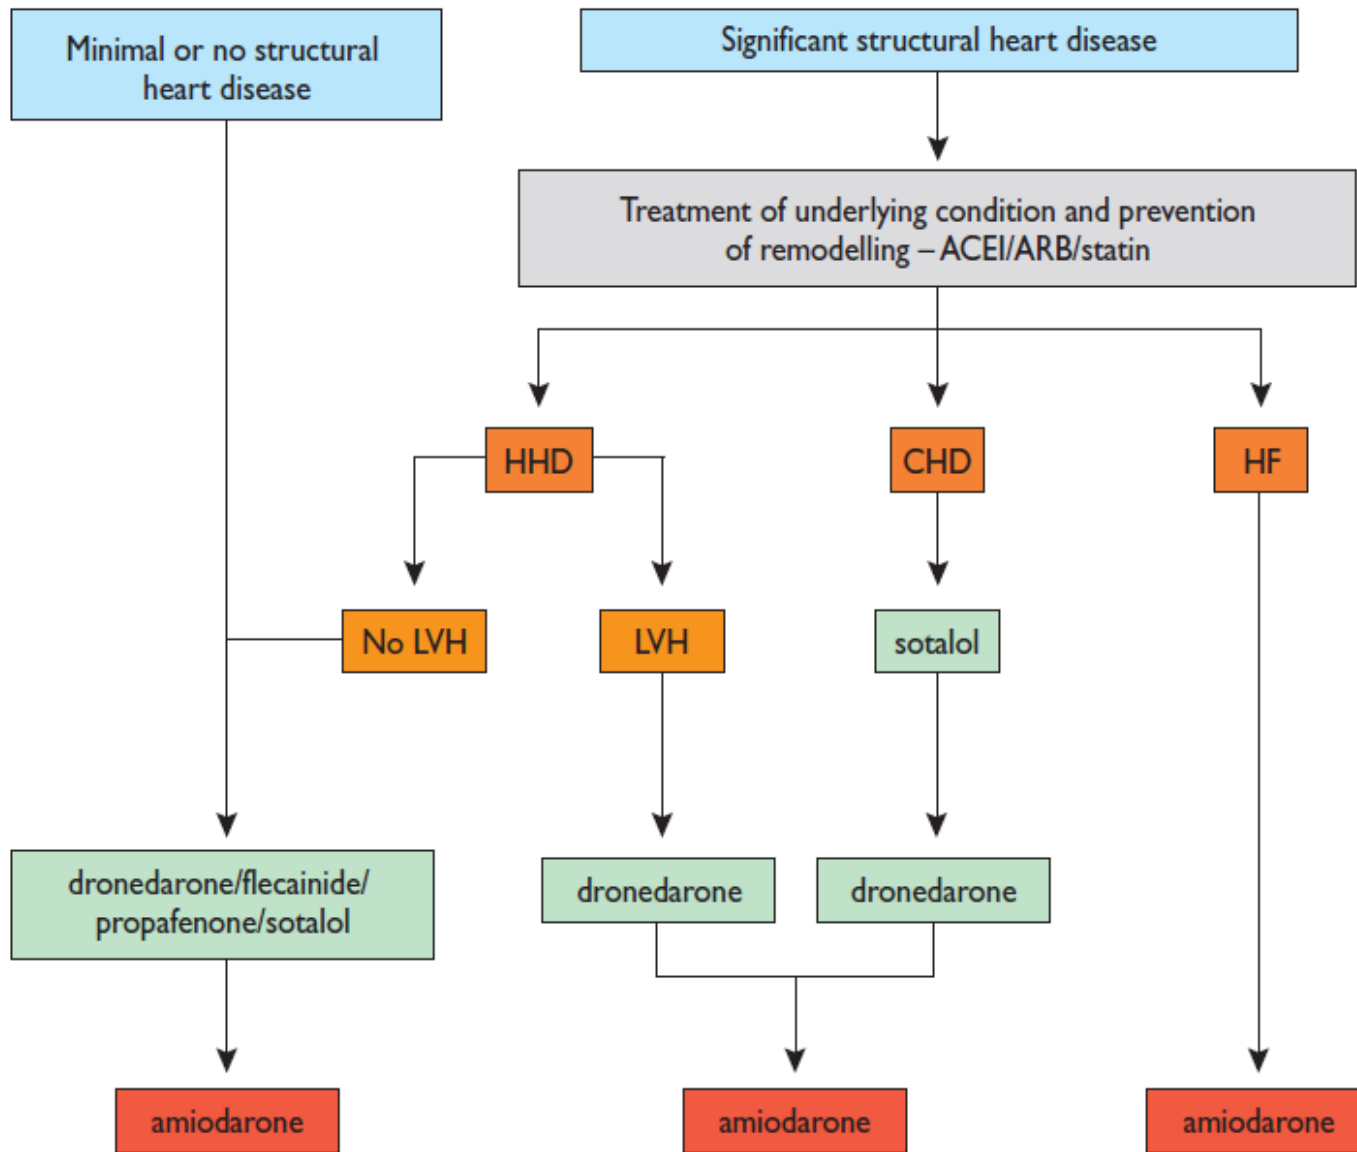 Minimal or no structural
heart disease
Significant structural heart disease
Treatment of underlying condition and prevention
of remodelling – ACEI/ARB/statin
HHD
CHD
HF
No LVH
LVH
sotalol
dronedarone/flecainide/
propafenone/sotalol
dronedarone
dronedarone
amiodarone
amiodarone
amiodarone